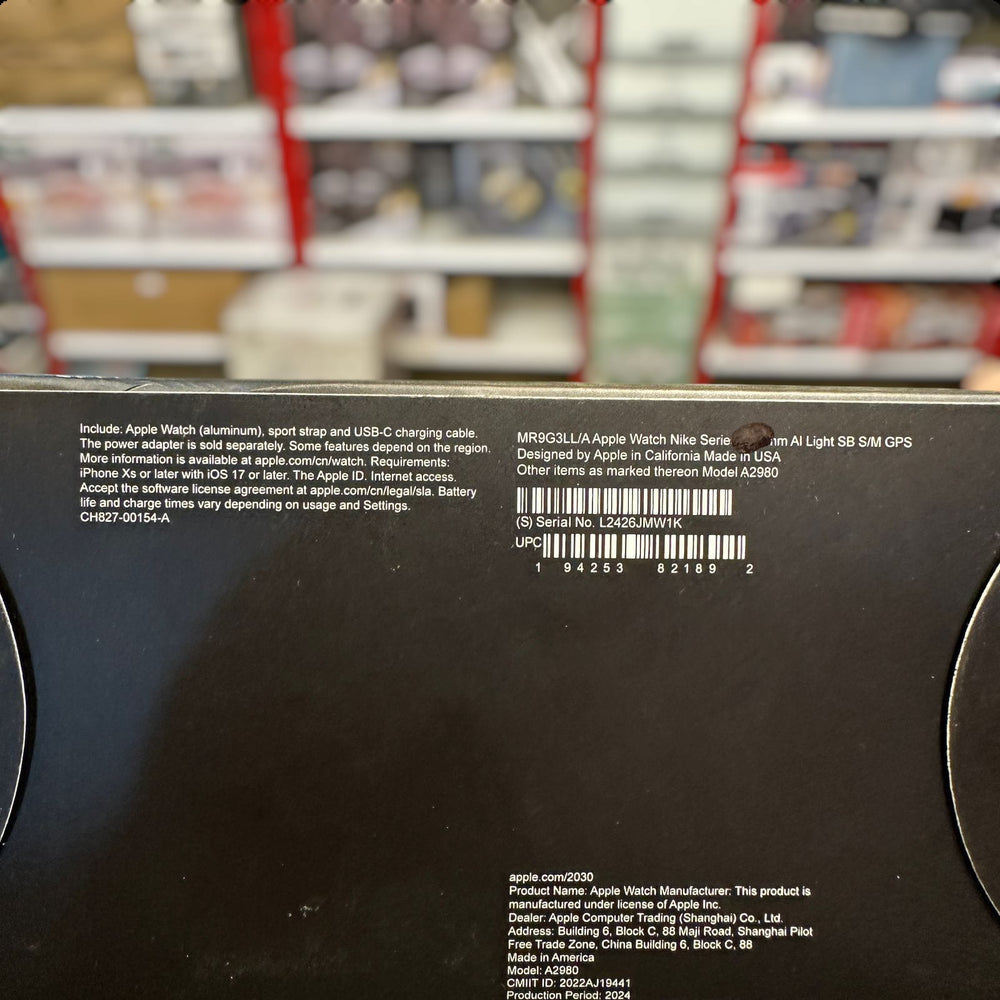 Include: Apple Watch (aluminum), sport strap and USB-C charging cable.
The power adapter is sold separately. Some features depend on the region.
More information is available at apple.com/cn/watch. Requirements:
iPhone Xs or later with iOS 17 or later. The Apple ID. Internet access.
Accept the software license agreement at apple.com/cn/legal/sla. Battery
life and charge times vary depending on usage and Settings.
CH827-00154-A
MR9G3LL/A Apple Watch Nike AI Light SB S/M GPS
Designed by Apple in California Made in USA
Other items as marked thereon Model A2980
(S) Serial No. L2426JMW1K
UPC
1 94253 82189 2
apple.com/2030
Product Name: Apple Watch Manufacturer: This product is
manufactured under license of Apple Inc.
Dealer: Apple Computer Trading (Shanghai) Co., Ltd.
Address: Building 6, Block C, 88 Maji Road, Shanghai Pilot
Free Trade Zone, China Building 6, Block C, 88
Made in America
Model: A2980
CMIIT ID: 2022AJ19441
Production Period: 2024